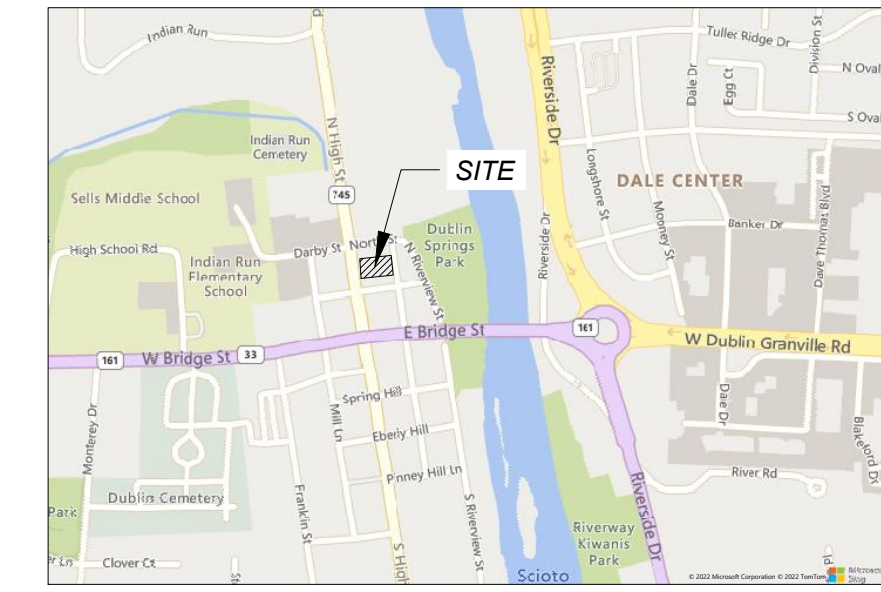 Indian Run
Tuller Ridge Dr
Division St
N Oval
Riverside Dr
Dale Dr
Egg Ct
S Oval
N High St
Indian Run
Cemetery
SITE
Longshore St
DALE CENTER
745
Sells Middle School
Mooney St
Dave Thomas Blvd
Dublin
Springs
Park
Banker Dr
High School Rd
Darby St
North St
N Riverview St
Riverside Dr
Indian Run
Elementary
School
E Bridge St
161
W Dublin Granville Rd
161
W Bridge St
33
Spring Hill
Mill Ln
Dale Dr
Eberly Hill
Monterey Dr
Blakeford Dr
Pinney Hill Ln
River Rd
Riverside Dr
Dublin Cemetery
Park
Franklin St
S Riverview St
Riverway
Kiwanis
Park
Clover Ct
S High
Scioto
St
© 2022 Microsoft Corporation © 2022 TomTom
Microsoft
Bing